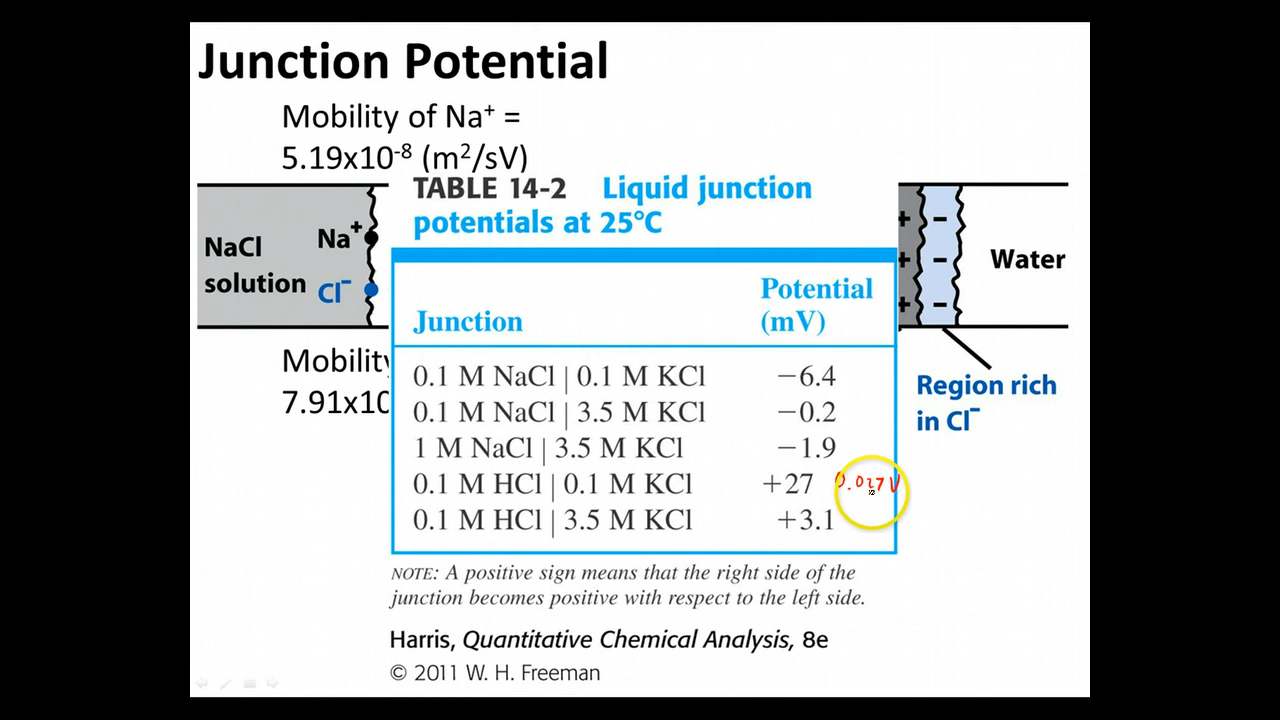 Junction Potential
Mobility of Na⁺ =
5.19x10⁻⁸ (m²/sV)
TABLE 14-2 Liquid junction
potentials at 25°C
NaCl
solution
Na⁺
Cl⁻
Junction
Potential
(mV)
0.1 M NaCl | 0.1 M KCl −6.4
0.1 M NaCl | 3.5 M KCl −0.2
1 M NaCl | 3.5 M KCl −1.9
0.1 M HCl | 0.1 M KCl +27 0.027V
0.1 M HCl | 3.5 M KCl +3.1
+ −
+ −
+ −
Water
Region rich
in Cl⁻
Mobility
7.91x10
NOTE: A positive sign means that the right side of the
junction becomes positive with respect to the left side.
Harris, Quantitative Chemical Analysis, 8e
© 2011 W. H. Freeman